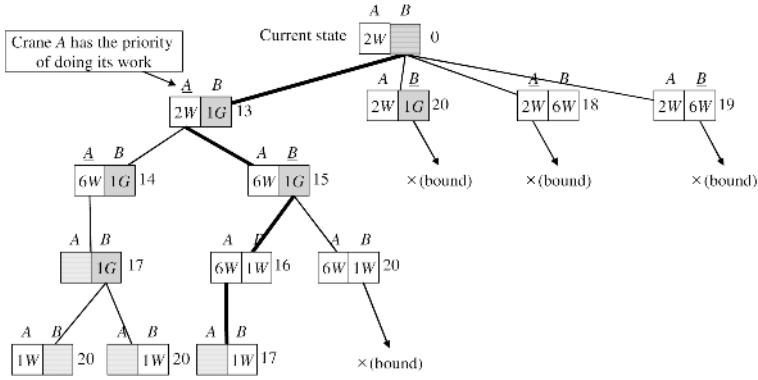 A B
Current state 2W 0
Crane A has the priority
of doing its work
A B A B A B A B
2W 1G 13 2W 1G 20 2W 6W 18 2W 6W 19
A B A B
6W 1G 14 6W 1G 15 ×(bound) ×(bound) ×(bound)
A B A B A B
1G 17 6W 1W 16 6W 1W 20
A B A B A B
1W 20 1W 20 1W 17 ×(bound)